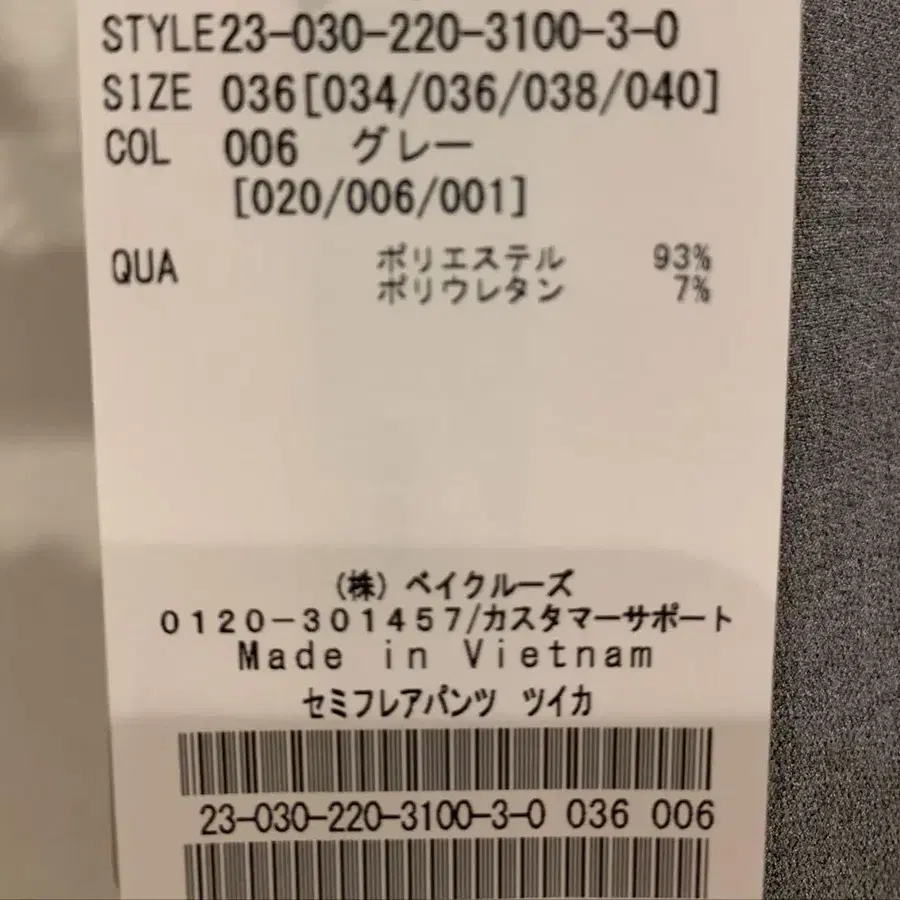 STYLE23-030-220-3100-3-0
SIZE 036[034/036/038/040]
COL 006 グレー
[020/006/001]
QUA ポリエステル 93%
ポリウレタン 7%
(株) ベイクルーズ
0120-301457/カスタマーサポート
Made in Vietnam
セミフレアパンツ ツイカ
23-030-220-3100-3-0 036 006